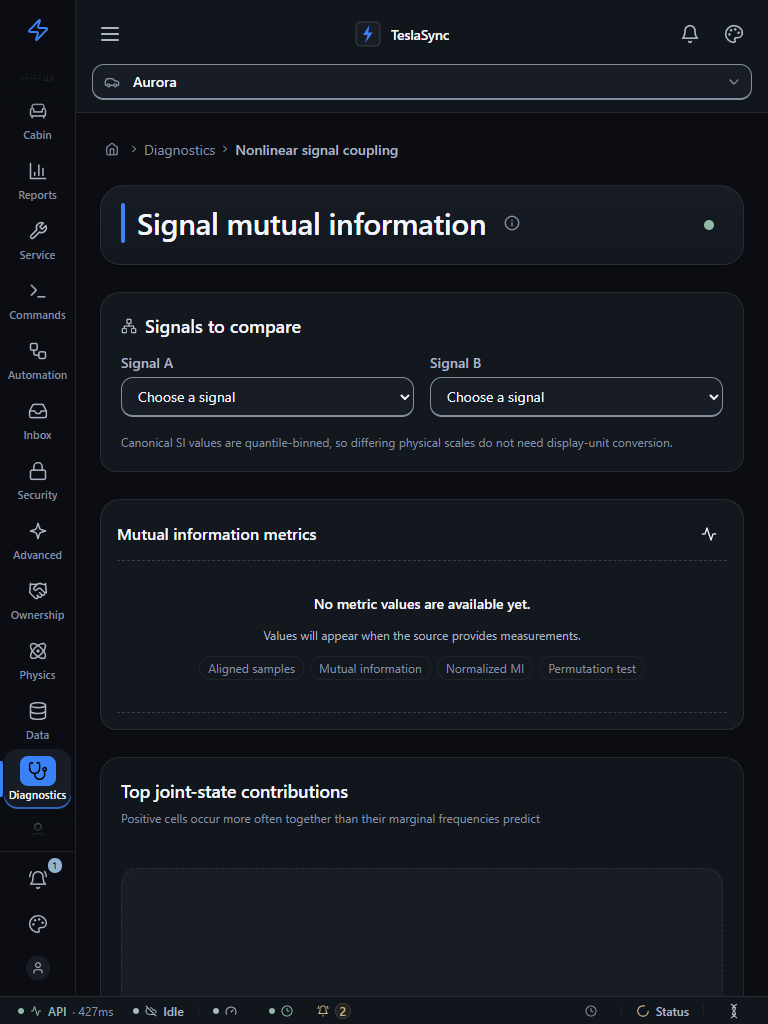 TeslaSync
Aurora
Energy
Cabin
Reports
Service
Commands
Automation
Inbox
Security
Advanced
Ownership
Physics
Data
Diagnostics
1
Diagnostics > Nonlinear signal coupling
Signal mutual information
Signals to compare
Signal A
Signal B
Choose a signal
Choose a signal
Canonical SI values are quantile-binned, so differing physical scales do not need display-unit conversion.
Mutual information metrics
No metric values are available yet.
Values will appear when the source provides measurements.
Aligned samples
Mutual information
Normalized MI
Permutation test
Top joint-state contributions
Positive cells occur more often together than their marginal frequencies predict
API · 427ms
Idle
2
Status